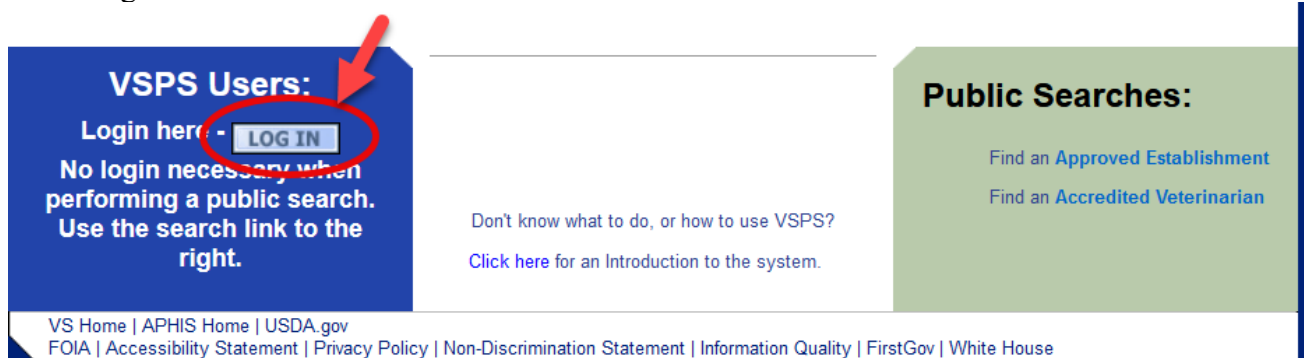 VSPS Users:
Login here - LOG IN
No login necessary when
performing a public search.
Use the search link to the
right.
Don't know what to do, or how to use VSPS?
Click here for an Introduction to the system.
Public Searches:
Find an Approved Establishment
Find an Accredited Veterinarian
VS Home | APHIS Home | USDA.gov
FOIA | Accessibility Statement | Privacy Policy | Non-Discrimination Statement | Information Quality | FirstGov | White House